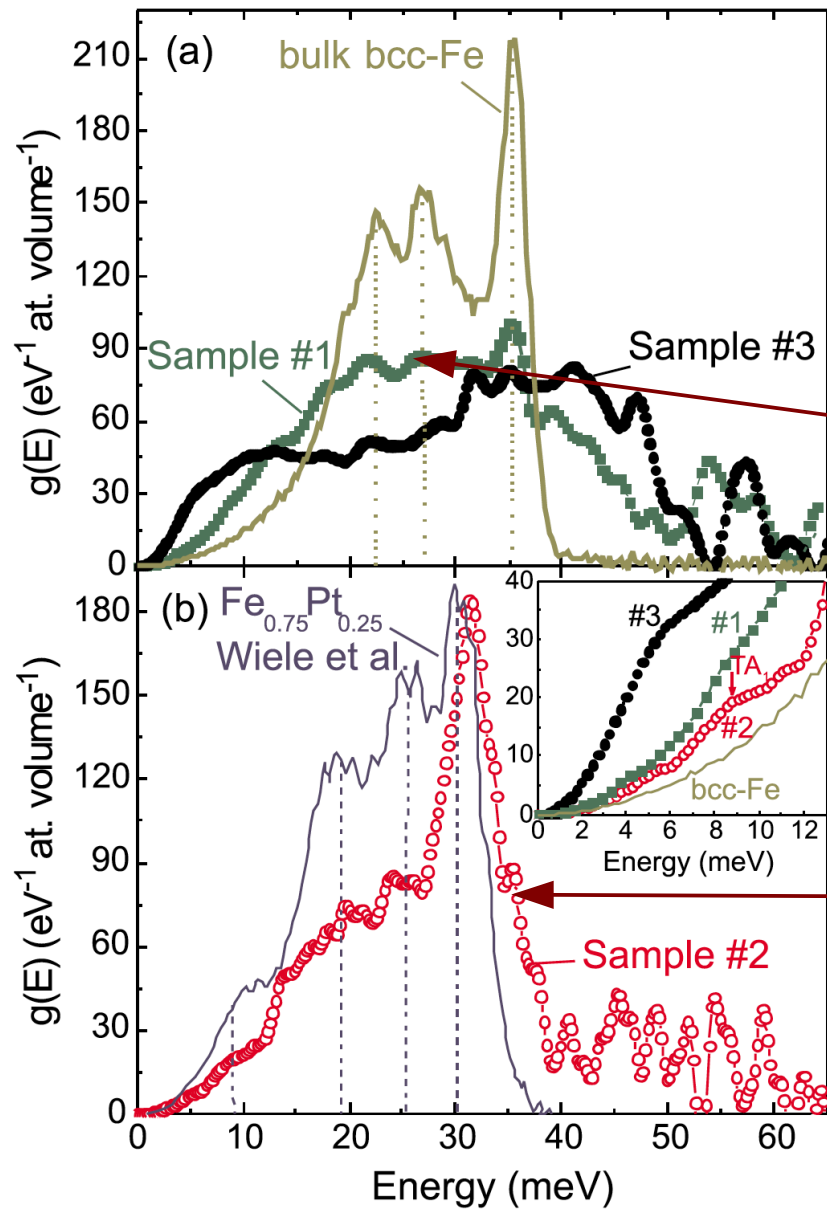 (a)
bulk bcc-Fe
Sample #1
Sample #3
g(E) (eV⁻¹ at. volume⁻¹)
210
180
150
120
90
60
30
0
(b)
Fe₀.₇₅Pt₀.₂₅
Wiele et al.
Sample #2
g(E) (eV⁻¹ at. volume⁻¹)
180
150
120
90
60
30
0
0 10 20 30 40 50 60
Energy (meV)
40
30
20
10
0
#3
#1
TA₁
#2
bcc-Fe
0 2 4 6 8 10 12
Energy (meV)